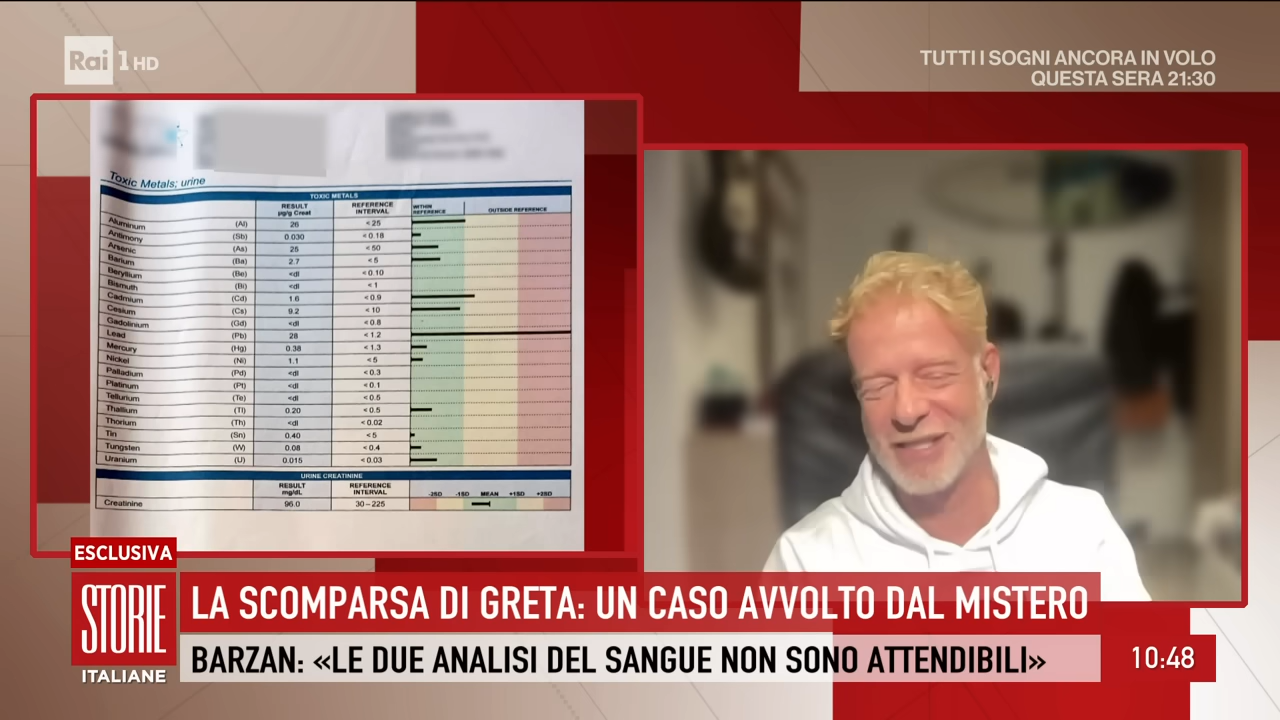 Rai 1 HD
TUTTI I SOGNI ANCORA IN VOLO
QUESTA SERA 21:30
Toxic Metals; urine
TOXIC METALS
RESULT µg/g Creat REFERENCE INTERVAL WITHIN REFERENCE OUTSIDE REFERENCE
Aluminum (Al) 26 <25
Antimony (Sb) 0.030 <0.18
Arsenic (As) 25 <50
Barium (Ba) 2.7 <5
Beryllium (Be) <dl <0.10
Bismuth (Bi) <dl <1
Cadmium (Cd) 1.6 <0.9
Cesium (Cs) 9.2 <10
Gadolinium (Gd) <dl <0.8
Lead (Pb) 28 <1.2
Mercury (Hg) 0.38 <1.3
Nickel (Ni) 1.1 <5
Palladium (Pd) <dl <0.3
Platinum (Pt) <dl <0.1
Tellurium (Te) <dl <0.5
Thallium (Tl) 0.20 <0.5
Thorium (Th) <dl <0.02
Tin (Sn) 0.40 <5
Tungsten (W) 0.08 <0.4
Uranium (U) 0.015 <0.03
URINE CREATININE
RESULT mg/dL REFERENCE INTERVAL -2SD -1SD MEAN +1SD +2SD
Creatinine 96.0 30–225
ESCLUSIVA
STORIE ITALIANE
LA SCOMPARSA DI GRETA: UN CASO AVVOLTO DAL MISTERO
BARZAN: «LE DUE ANALISI DEL SANGUE NON SONO ATTENDIBILI»
10:48